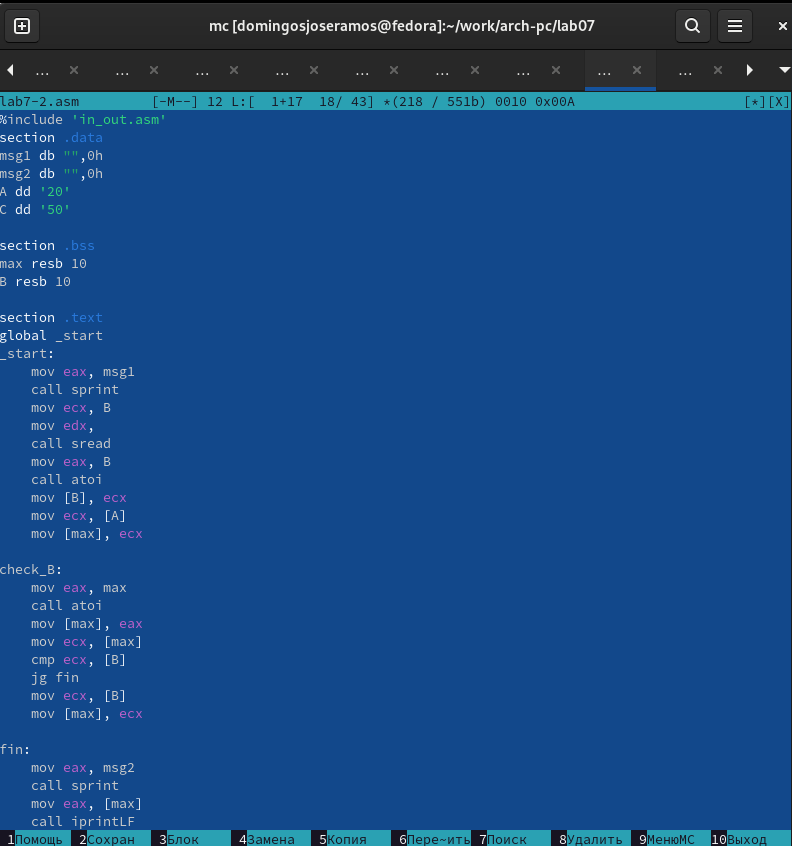 mc [domingosjoseramos@fedora]:~/work/arch-pc/lab07
... × ... × ... × ... × ... × ... × ... × ... × ... ×
lab7-2.asm [-M--] 12 L:[ 1+17 18/ 43] *(218 / 551b) 0010 0x00A [*][X]
%include 'in_out.asm'
section .data
msg1 db "",0h
msg2 db "",0h
A dd '20'
C dd '50'
section .bss
max resb 10
B resb 10
section .text
global _start
_start:
mov eax, msg1
call sprint
mov ecx, B
mov edx,
call sread
mov eax, B
call atoi
mov [B], ecx
mov ecx, [A]
mov [max], ecx
check_B:
mov eax, max
call atoi
mov [max], eax
mov ecx, [max]
cmp ecx, [B]
jg fin
mov ecx, [B]
mov [max], ecx
fin:
mov eax, msg2
call sprint
mov eax, [max]
call iprintLF
1Помощь 2Сохран 3Блок 4Замена 5Копия 6Пере~ить 7Поиск 8Удалить 9МенюMC 10Выход